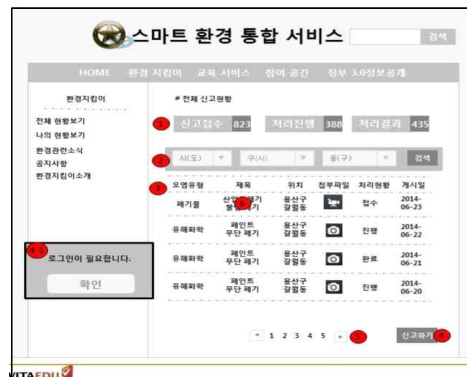 스마트 환경 통합 서비스 검색
HOME 환경 지킴이 교육 서비스 참여 공간 정부 3.0정보공개
환경지킴이
전체 현황보기
나의 현황보기
환경관련소식
공지사항
환경지킴이소개
# 전체 신고현황
1 신고접수 823 처리진행 388 처리결과 435
2 시(도) 구(시) 동(구) 검색
3 오염유형 제목 위치 첨부파일 처리현황 게시일
폐기물 폐기 용산구 갈월동 접수 2014-06-23
유해화학 페인트 무단 폐기 용산구 갈월동 진행 2014-06-22
유해화학 페인트 무단 폐기 용산구 갈월동 완료 2014-06-21
유해화학 페인트 무단 폐기 용산구 갈월동 진행 2014-06-20
로그인이 필요합니다.
확인
1 2 3 4 5
신고하기
VITAEDU